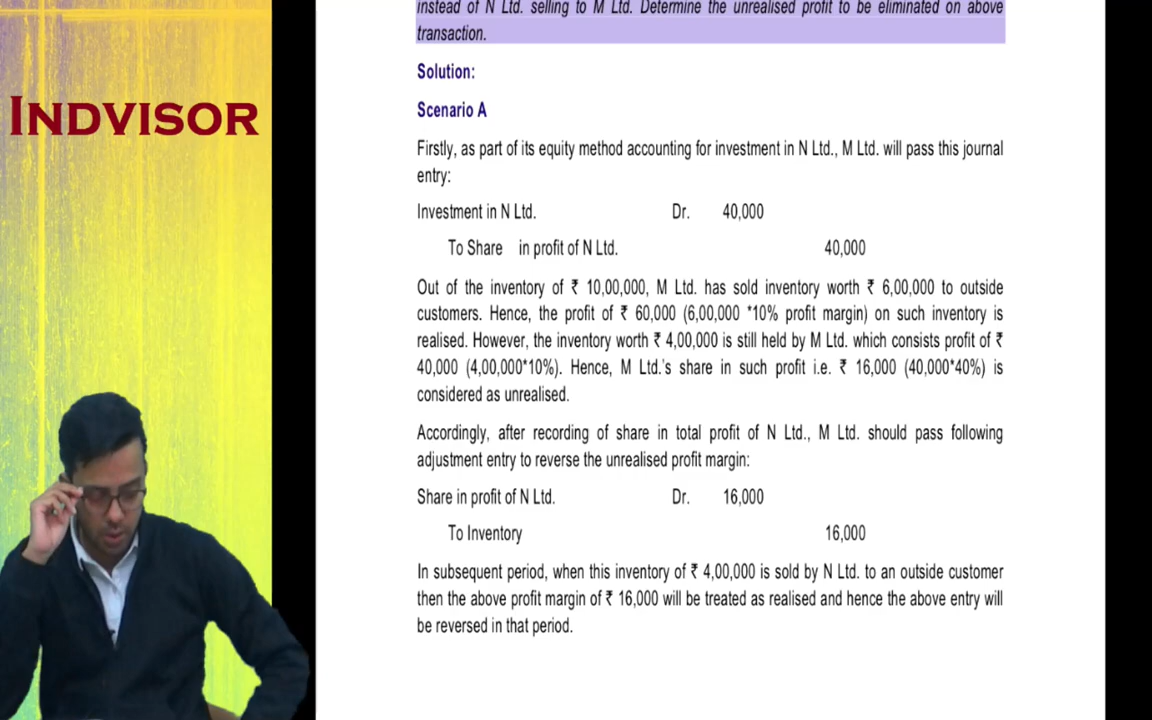 instead of N Ltd. selling to M Ltd. Determine the unrealised profit to be eliminated on above
transaction.
INDVISOR
Solution:
Scenario A
Firstly, as part of its equity method accounting for investment in N Ltd., M Ltd. will pass this journal
entry:
Investment in N Ltd. Dr. 40,000
To Share in profit of N Ltd. 40,000
Out of the inventory of ₹ 10,00,000, M Ltd. has sold inventory worth ₹ 6,00,000 to outside
customers. Hence, the profit of ₹ 60,000 (6,00,000 *10% profit margin) on such inventory is
realised. However, the inventory worth ₹ 4,00,000 is still held by M Ltd. which consists profit of ₹
40,000 (4,00,000*10%). Hence, M Ltd.'s share in such profit i.e. ₹ 16,000 (40,000*40%) is
considered as unrealised.
Accordingly, after recording of share in total profit of N Ltd., M Ltd. should pass following
adjustment entry to reverse the unrealised profit margin:
Share in profit of N Ltd. Dr. 16,000
To Inventory 16,000
In subsequent period, when this inventory of ₹ 4,00,000 is sold by N Ltd. to an outside customer
then the above profit margin of ₹ 16,000 will be treated as realised and hence the above entry will
be reversed in that period.